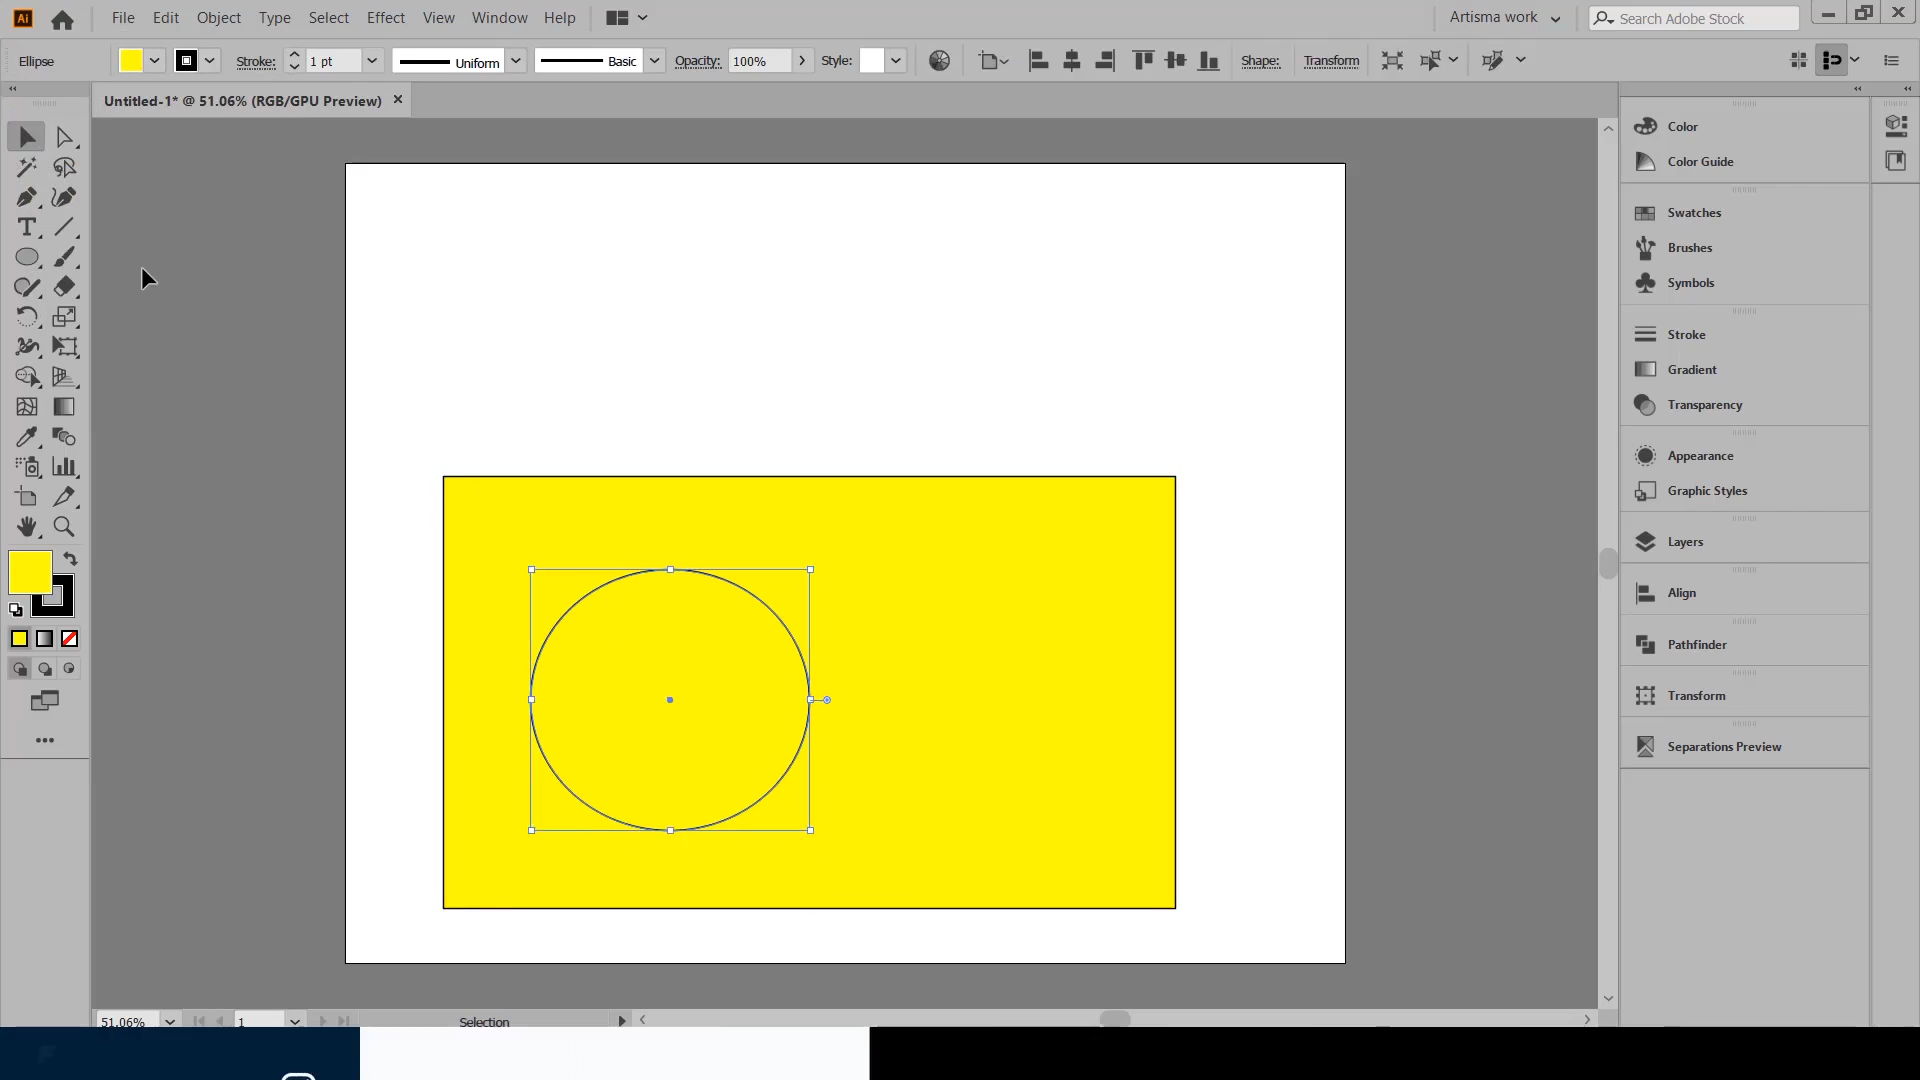 Ai File Edit Object Type Select Effect View Window Help Artisma work Search Adobe Stock
Ellipse Stroke: 1 pt Uniform Basic Opacity: 100% Style: Shape: Transform
Untitled-1* @ 51.06% (RGB/GPU Preview)
Color
Color Guide
Swatches
Brushes
Symbols
Stroke
Gradient
Transparency
Appearance
Graphic Styles
Layers
Align
Pathfinder
Transform
Separations Preview
51.06% 1 Selection